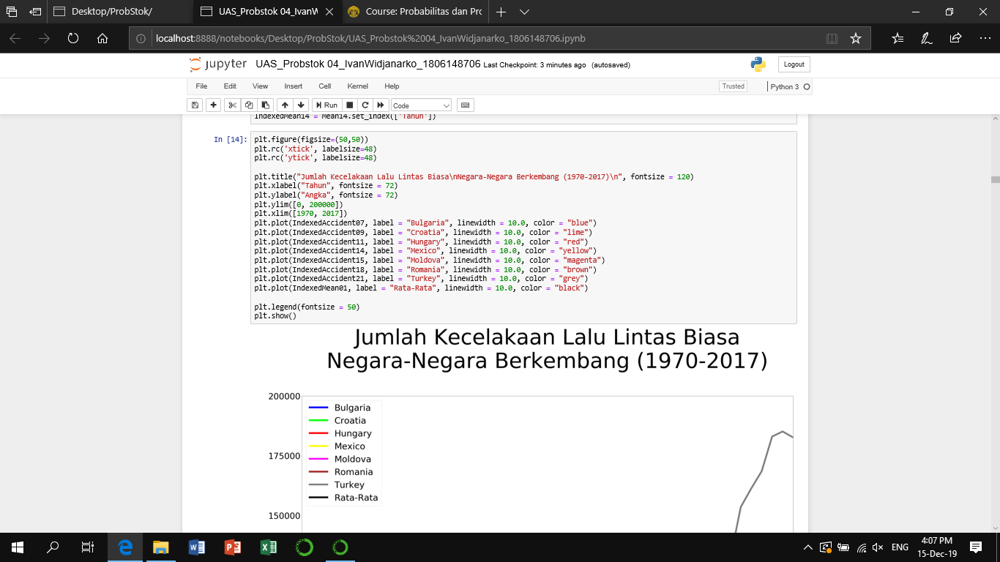 Desktop/ProbStok/
UAS_Probstok 04_IvanW
Course: Probabilitas dan Pro
localhost:8888/notebooks/Desktop/ProbStok/UAS_Probstok%2004_IvanWidjanarko_1806148706.ipynb
jupyter UAS_Probstok 04_IvanWidjanarko_1806148706 Last Checkpoint: 3 minutes ago (autosaved)
Logout
File Edit View Insert Cell Kernel Help
Trusted
Python 3
Run
Code
IndexedMean14 = Mean14.set_index(['Tahun'])
In [14]:
plt.figure(figsize=(50,50))
plt.rc('xtick', labelsize=48)
plt.rc('ytick', labelsize=48)
plt.title("Jumlah Kecelakaan Lalu Lintas Biasa\nNegara-Negara Berkembang (1970-2017)\n", fontsize = 120)
plt.xlabel("Tahun", fontsize = 72)
plt.ylabel("Angka", fontsize = 72)
plt.ylim([0, 200000])
plt.xlim([1970, 2017])
plt.plot(IndexedAccident07, label = "Bulgaria", linewidth = 10.0, color = "blue")
plt.plot(IndexedAccident09, label = "Croatia", linewidth = 10.0, color = "lime")
plt.plot(IndexedAccident11, label = "Hungary", linewidth = 10.0, color = "red")
plt.plot(IndexedAccident14, label = "Mexico", linewidth = 10.0, color = "yellow")
plt.plot(IndexedAccident15, label = "Moldova", linewidth = 10.0, color = "magenta")
plt.plot(IndexedAccident18, label = "Romania", linewidth = 10.0, color = "brown")
plt.plot(IndexedAccident21, label = "Turkey", linewidth = 10.0, color = "grey")
plt.plot(IndexedMean01, label = "Rata-Rata", linewidth = 10.0, color = "black")
plt.legend(fontsize = 50)
plt.show()
Jumlah Kecelakaan Lalu Lintas Biasa
Negara-Negara Berkembang (1970-2017)
200000
Bulgaria
Croatia
Hungary
Mexico
175000
Moldova
Romania
Turkey
Rata-Rata
150000
ENG
4:07 PM
15-Dec-19